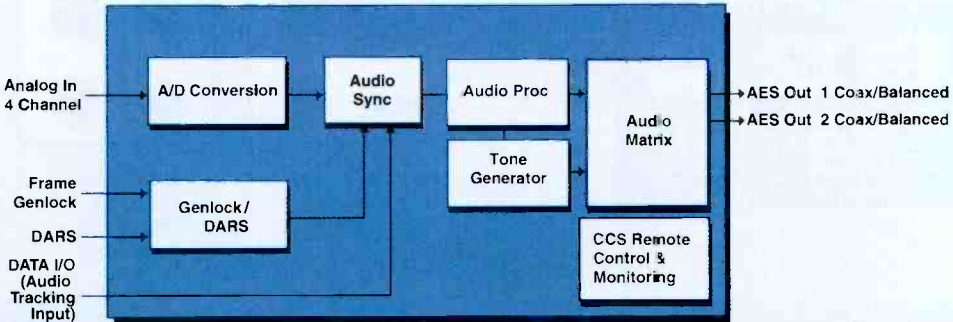 Analog In
4 Channel
A/D Conversion
Audio
Sync
Audio Proc
Audio
Matrix
AES Out 1 Coax/Balanced
AES Out 2 Coax/Balanced
Tone
Generator
Frame
Genlock
Genlock/
DARS
DARS
CCS Remote
Control &
Monitoring
DATA I/O
(Audio
Tracking
Input)